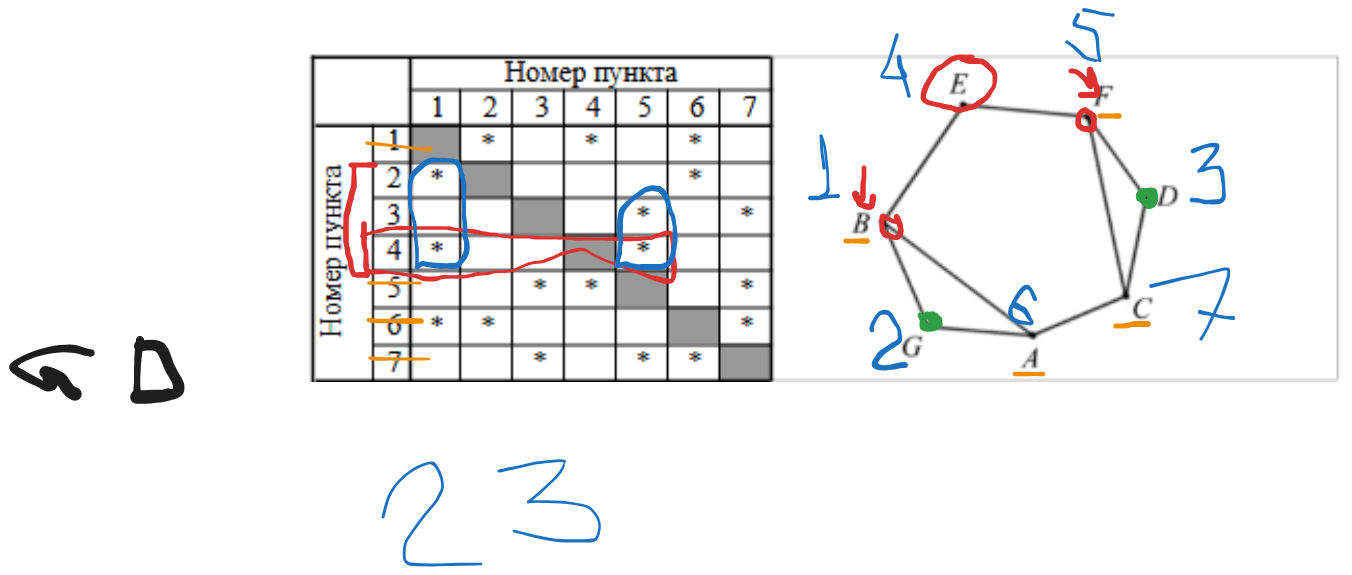 Номер пункта
1 2 3 4 5 6 7
Номер пункта
1 * * *
2 * *
3 * *
4 * *
5 * * *
6 * * *
7 * * *
4 E 5 F
1 B 3 D
2 G 6 A 7 C
D
23